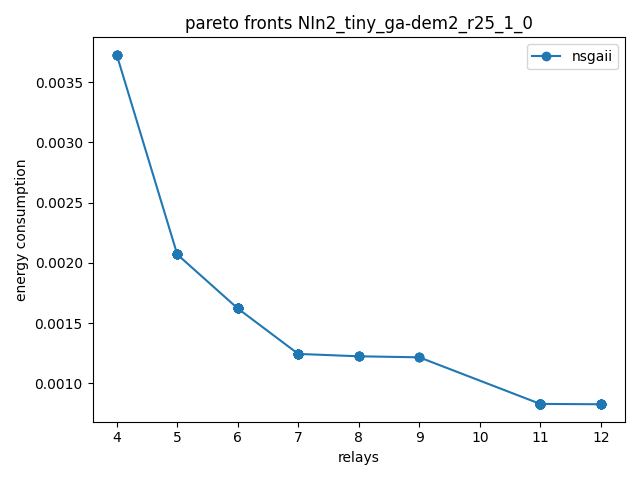 pareto fronts NIn2_tiny_ga-dem2_r25_1_0
nsgaii
energy consumption
0.0035
0.0030
0.0025
0.0020
0.0015
0.0010
4 5 6 7 8 9 10 11 12
relays